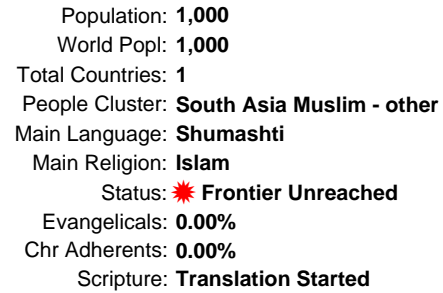 Population: 1,000
World Popl: 1,000
Total Countries: 1
People Cluster: South Asia Muslim - other
Main Language: Shumashti
Main Religion: Islam
Status: Frontier Unreached
Evangelicals: 0.00%
Chr Adherents: 0.00%
Scripture: Translation Started